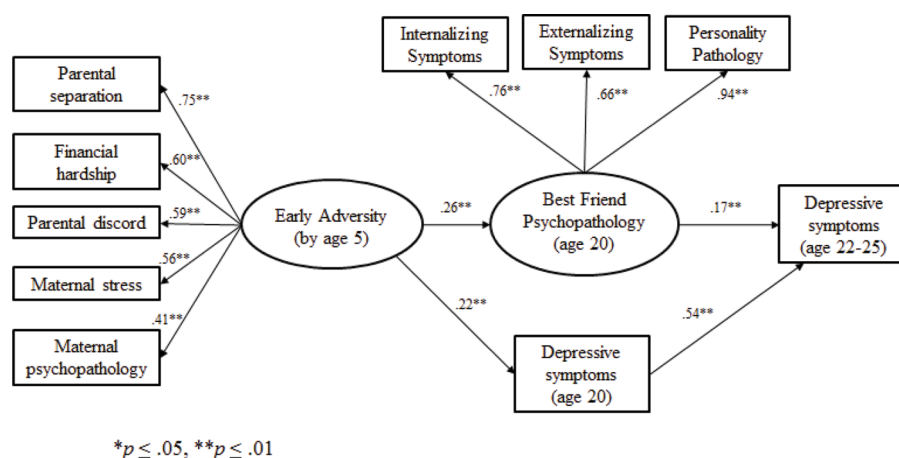 Internalizing
Symptoms
Externalizing
Symptoms
Personality
Pathology
Parental
separation
.75**
.76**
.66**
.94**
Financial
hardship
.60**
Parental discord
.59**
Early Adversity
(by age 5)
.26**
Best Friend
Psychopathology
(age 20)
.17**
Depressive
symptoms
(age 22-25)
Maternal stress
.56**
.22**
.54**
Maternal
psychopathology
.41**
Depressive
symptoms
(age 20)
*p ≤ .05, **p ≤ .01